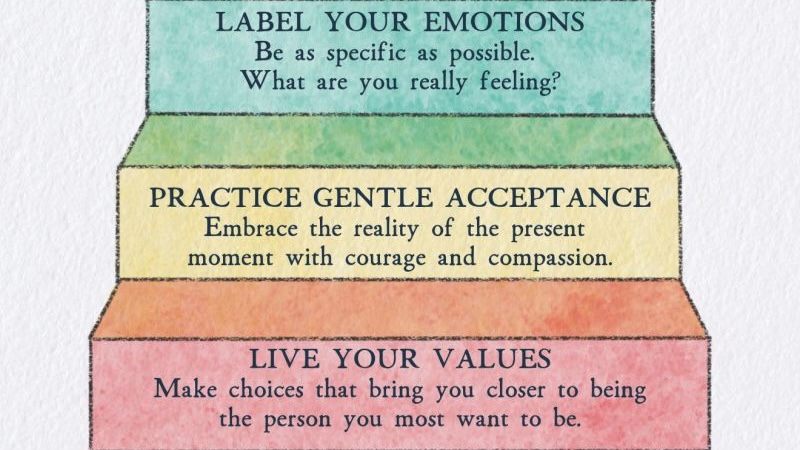 LABEL YOUR EMOTIONS
Be as specific as possible.
What are you really feeling?
PRACTICE GENTLE ACCEPTANCE
Embrace the reality of the present
moment with courage and compassion.
LIVE YOUR VALUES
Make choices that bring you closer to being
the person you most want to be.